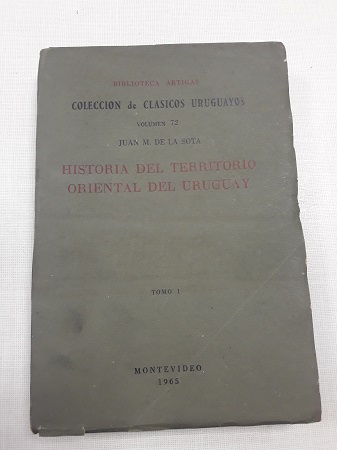 BIBLIOTECA ARTIGAS
COLECCION de CLASICOS URUGUAYOS
VOLUMEN 72
JUAN M. DE LA SOTA
HISTORIA DEL TERRITORIO
ORIENTAL DEL URUGUAY
TOMO I
MONTEVIDEO
1965